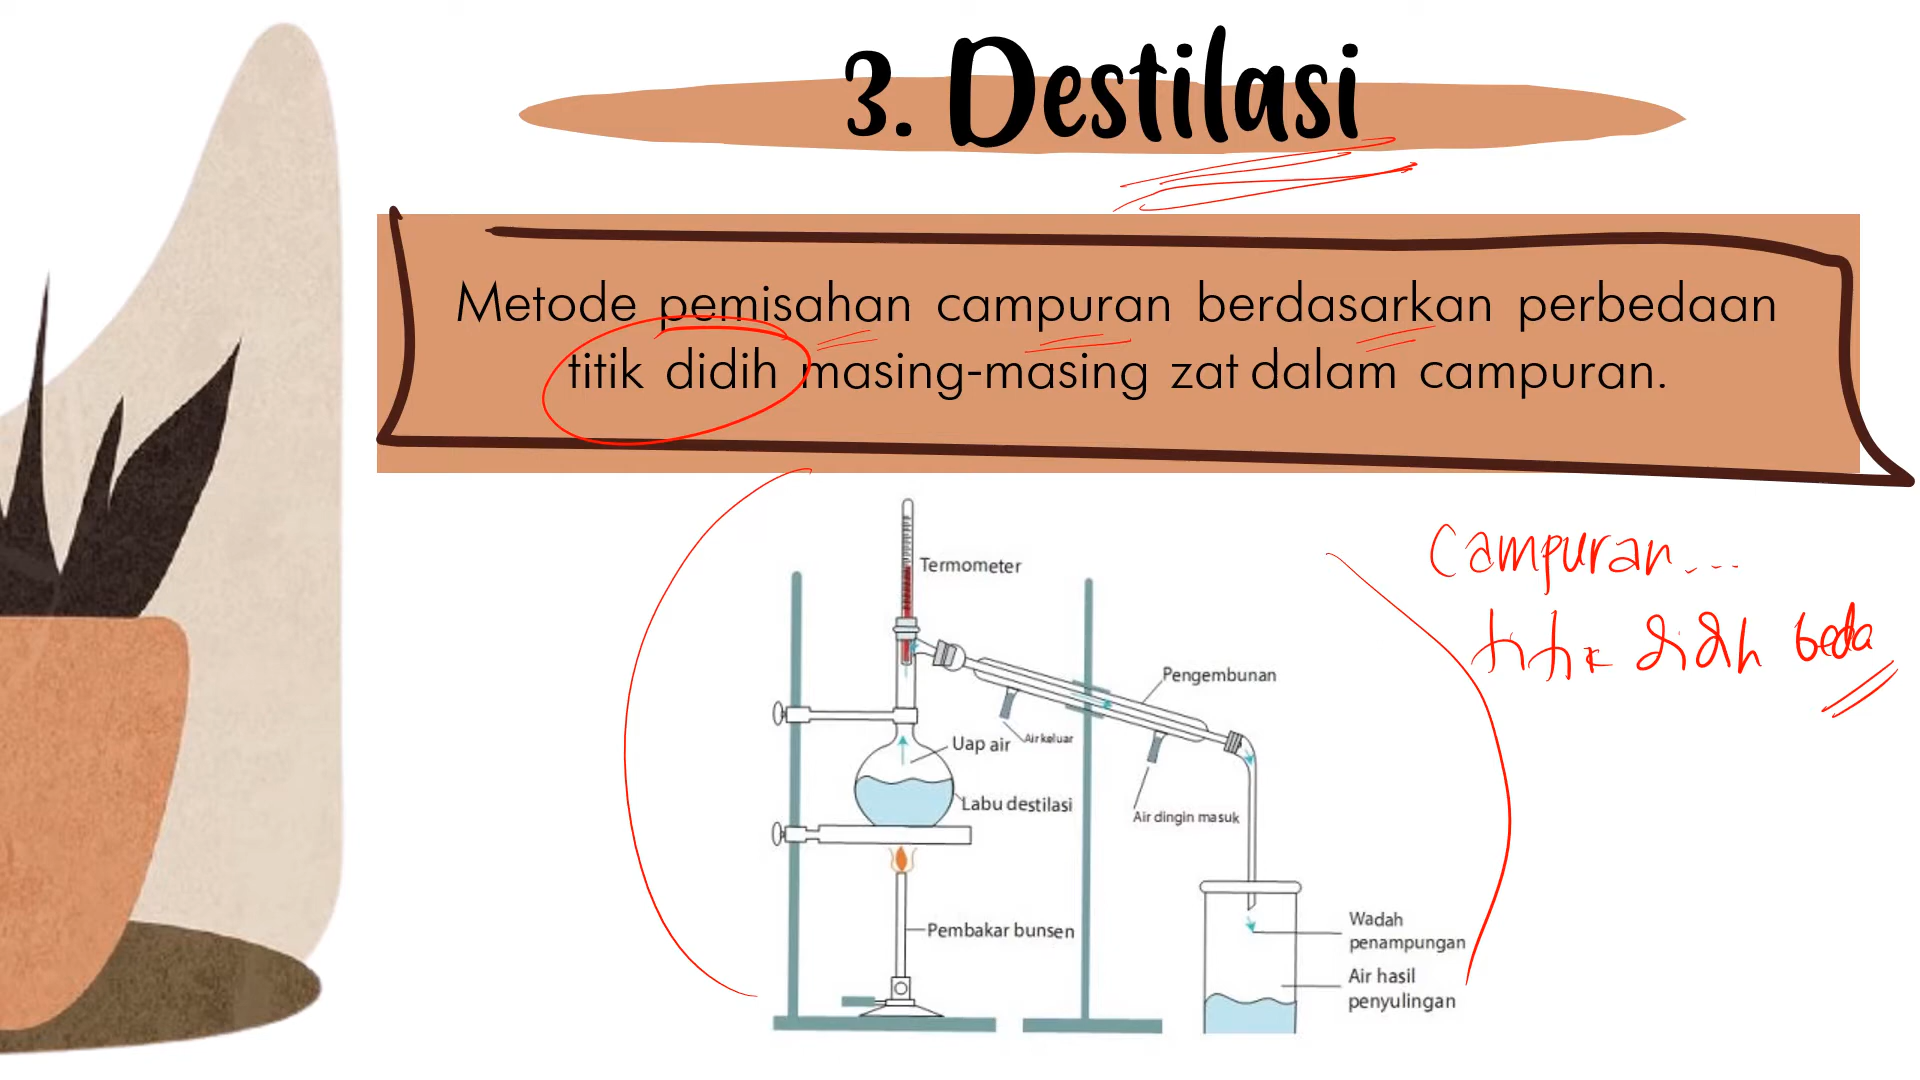 3. Destilasi
Metode pemisahan campuran berdasarkan perbedaan
titik didih masing-masing zat dalam campuran.
Campuran...
titik didih beda
Termometer
Pengembunan
Air keluar
Uap air
Labu destilasi
Air dingin masuk
Pembakar bunsen
Wadah
penampungan
Air hasil
penyulingan